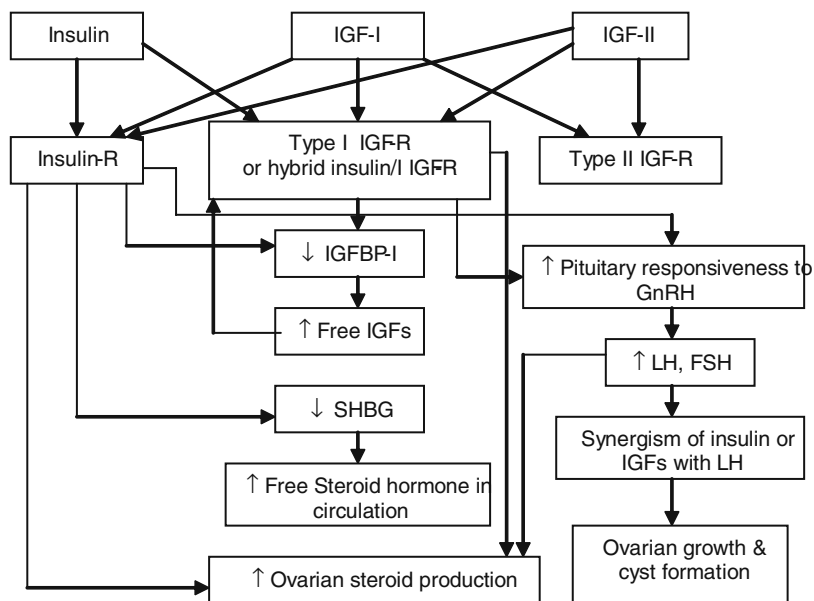 Insulin
IGF-I
IGF-II
Insulin-R
Type I IGF-R
or hybrid insulin/I IGF-R
Type II IGF-R
↓ IGFBP-I
↑ Pituitary responsiveness to
GnRH
↑ Free IGFs
↑ LH, FSH
↓ SHBG
Synergism of insulin or
IGFs with LH
↑ Free Steroid hormone in
circulation
Ovarian growth &
cyst formation
↑ Ovarian steroid production